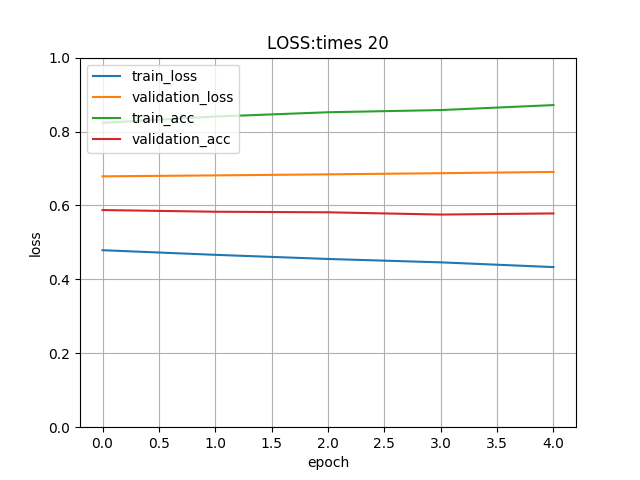 LOSS:times 20
1.0
0.8
0.6
0.4
0.2
0.0
loss
train_loss
validation_loss
train_acc
validation_acc
0.0 0.5 1.0 1.5 2.0 2.5 3.0 3.5 4.0
epoch